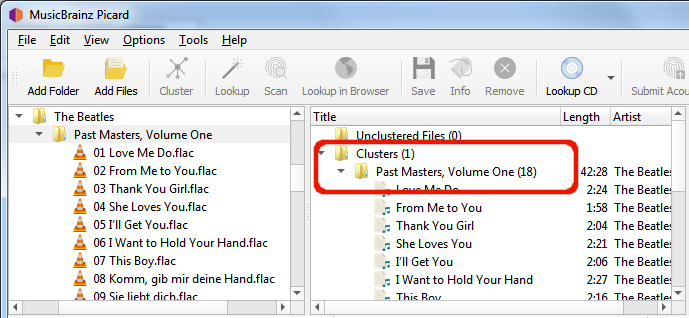 MusicBrainz Picard
File Edit View Options Tools Help
Add Folder Add Files Cluster Lookup Scan Lookup in Browser Save Info Remove Lookup CD Submit Acou
The Beatles
Past Masters, Volume One
01 Love Me Do.flac
02 From Me to You.flac
03 Thank You Girl.flac
04 She Loves You.flac
05 I'll Get You.flac
06 I Want to Hold Your Hand.flac
07 This Boy.flac
08 Komm, gib mir deine Hand.flac
09 Sie liebt dich.flac
Title Length Artist
Unclustered Files (0)
Clusters (1)
Past Masters, Volume One (18) 42:28 The Beatles
Love Me Do 2:24 The Beatles
From Me to You 1:58 The Beatles
Thank You Girl 2:04 The Beatles
She Loves You 2:21 The Beatles
I'll Get You 2:06 The Beatles
I Want to Hold Your Hand 2:27 The Beatles
This Boy 2:16 The Beatles